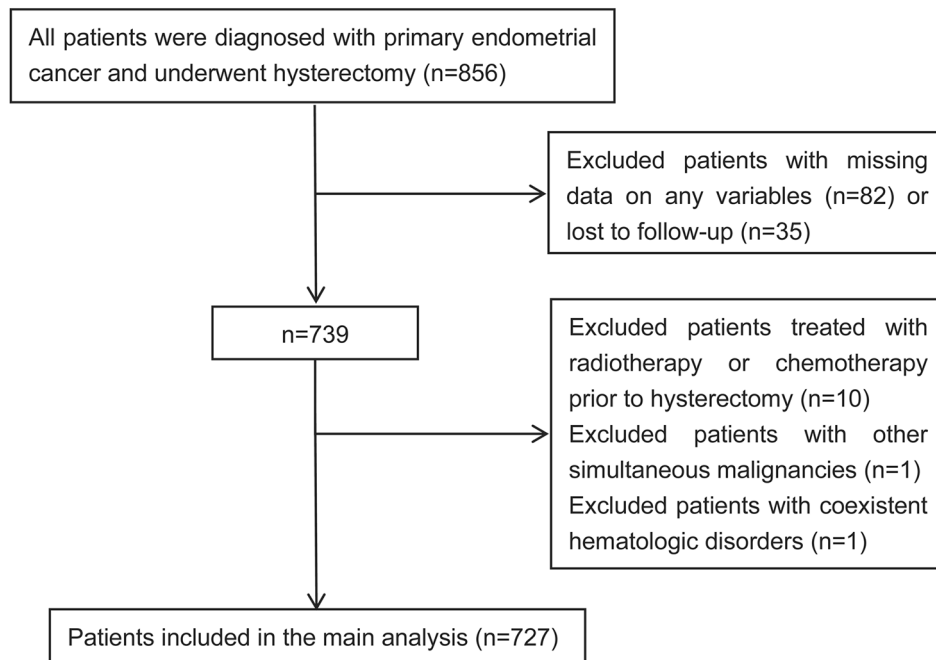 All patients were diagnosed with primary endometrial
cancer and underwent hysterectomy (n=856)
Excluded patients with missing
data on any variables (n=82) or
lost to follow-up (n=35)
n=739
Excluded patients treated with
radiotherapy or chemotherapy
prior to hysterectomy (n=10)
Excluded patients with other
simultaneous malignancies (n=1)
Excluded patients with coexistent
hematologic disorders (n=1)
Patients included in the main analysis (n=727)